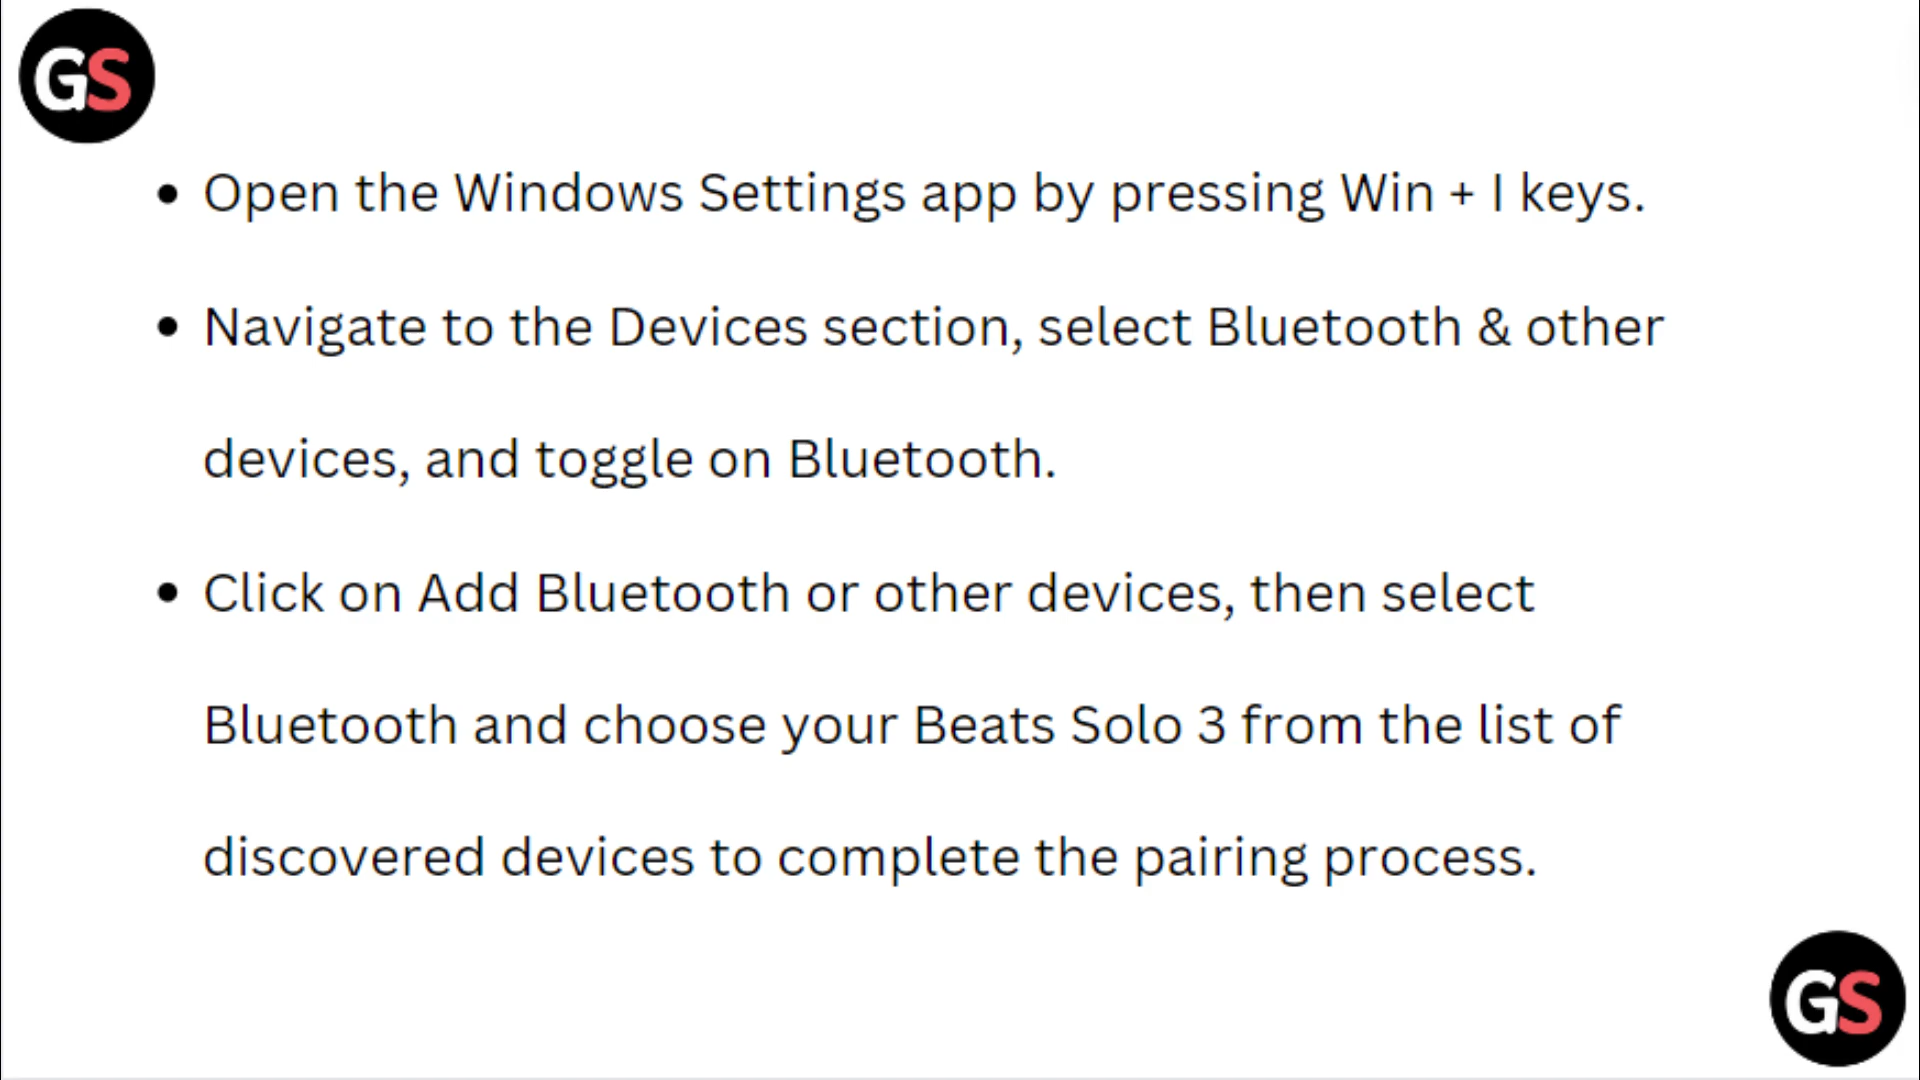 GS
• Open the Windows Settings app by pressing Win + I keys.
• Navigate to the Devices section, select Bluetooth & other
devices, and toggle on Bluetooth.
• Click on Add Bluetooth or other devices, then select
Bluetooth and choose your Beats Solo 3 from the list of
discovered devices to complete the pairing process.
GS